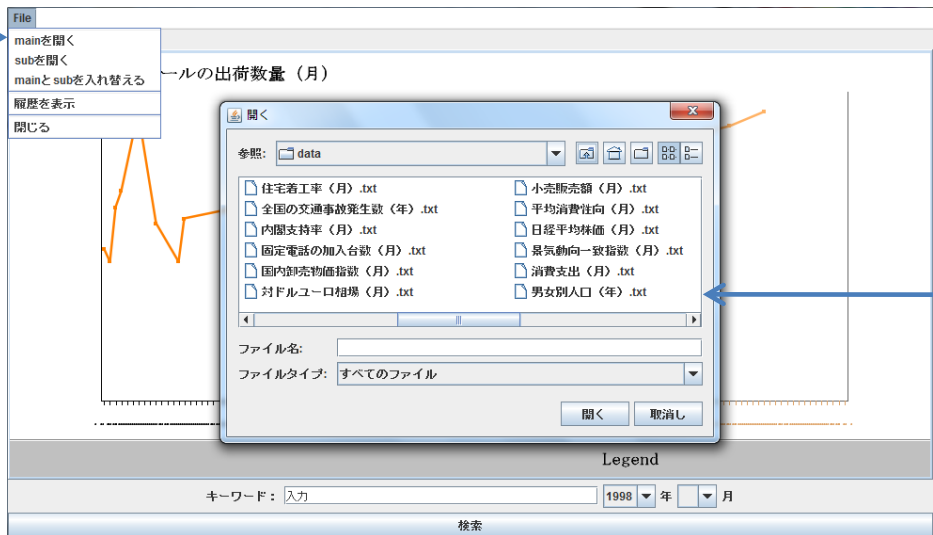 File
mainを開く
subを開く
mainとsubを入れ替える
履歴を表示
閉じる
ールの出荷数量（月）
開く
参照: data
住宅着工率（月）.txt
全国の交通事故発生数（年）.txt
内閣支持率（月）.txt
固定電話の加入台数（月）.txt
国内卸売物価指数（月）.txt
対ドルユーロ相場（月）.txt
小売販売額（月）.txt
平均消費性向（月）.txt
日経平均株価（月）.txt
景気動向一致指数（月）.txt
消費支出（月）.txt
男女別人口（年）.txt
ファイル名:
ファイルタイプ: すべてのファイル
開く 取消し
Legend
キーワード： 入力 1998 年 月
検索